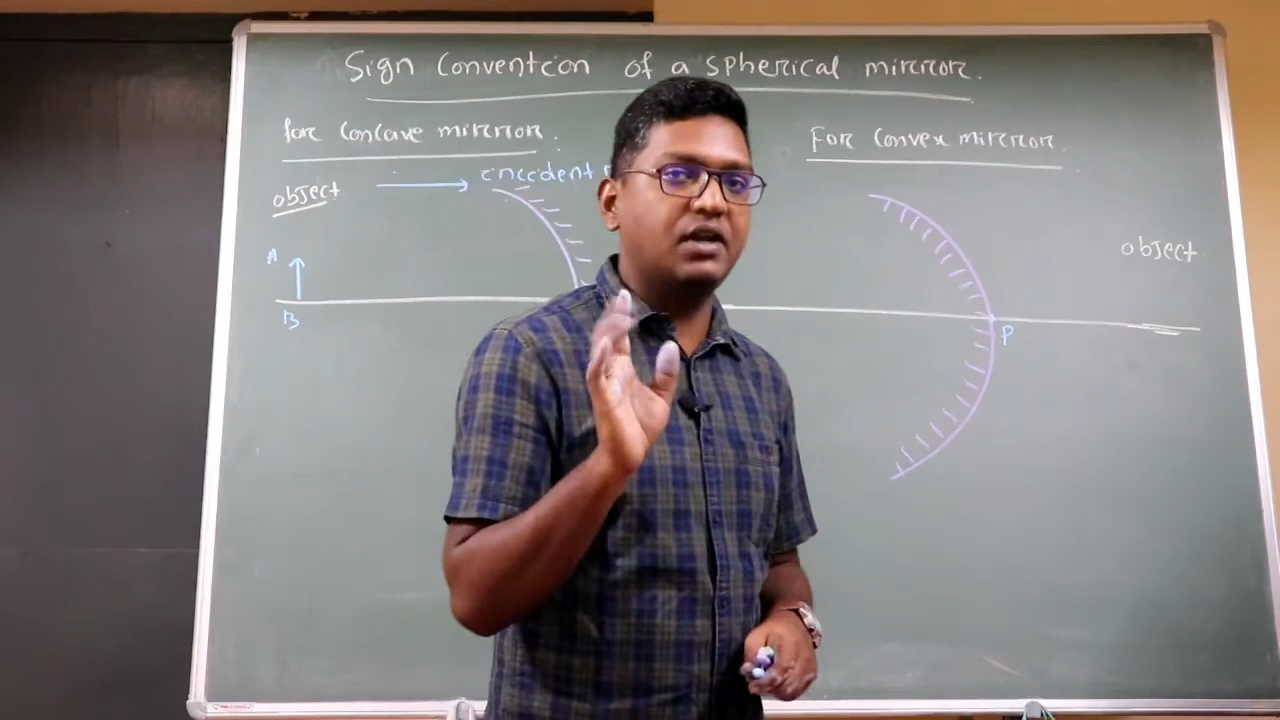 Sign Convention of a spherical mirror.
for Concave mirror.
For Convex mirror.
object
incident
A
B
object
P